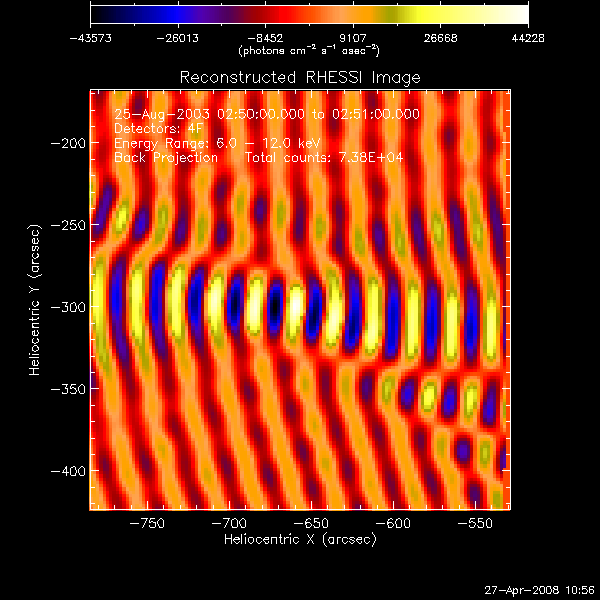 -43573 -26013 -8452 9107 26668 44228
(photons cm⁻² s⁻¹ asec⁻²)
Reconstructed RHESSI Image
25-Aug-2003 02:50:00.000 to 02:51:00.000
Detectors: 4F
Energy Range: 6.0 - 12.0 keV
Back Projection Total counts: 7.38E+04
-200
-250
-300
-350
-400
Heliocentric Y (arcsec)
-750 -700 -650 -600 -550
Heliocentric X (arcsec)
27-Apr-2008 10:56